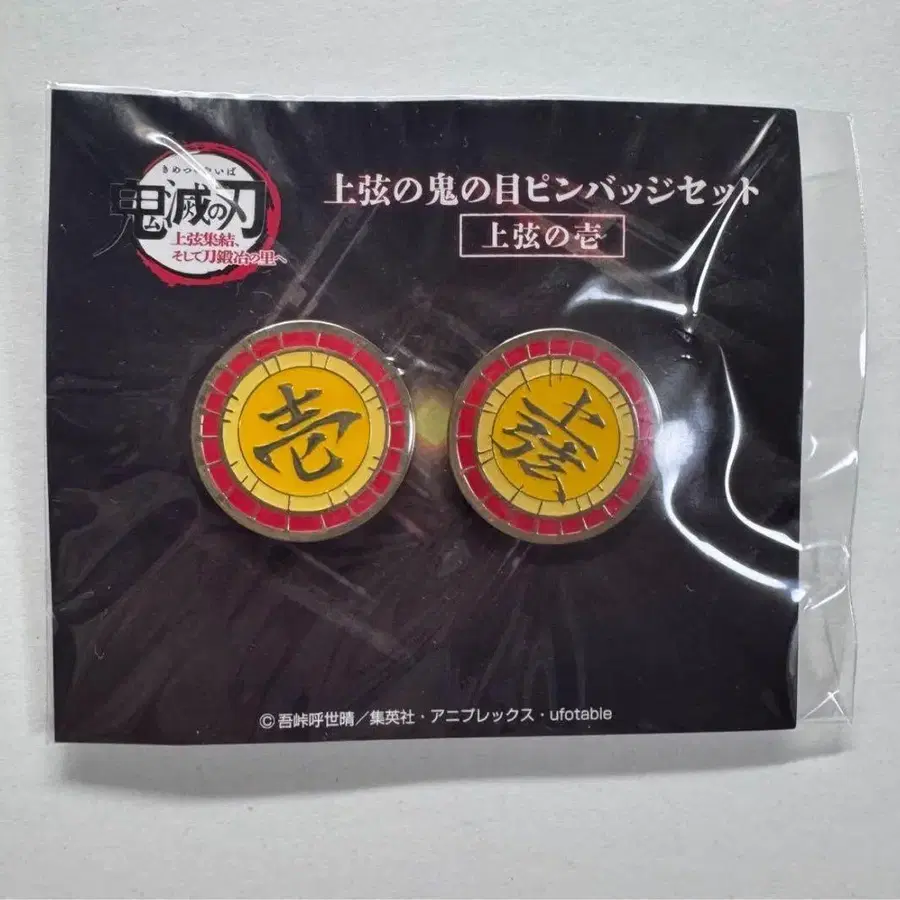 きめつのやいば
鬼滅の刃
上弦集結、
そして刀鍛冶の里へ
上弦の鬼の目ピンバッジセット
上弦の壱
壱
上弦
© 吾峠呼世晴／集英社・アニプレックス・ufotable